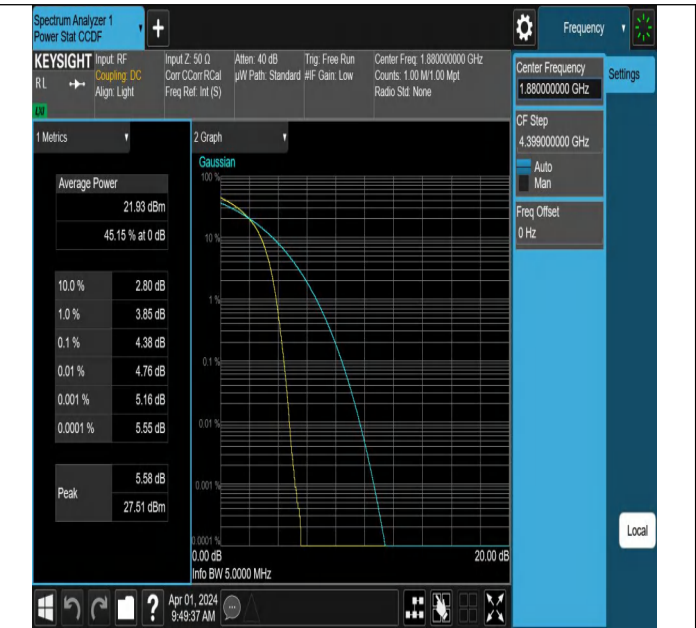 Spectrum Analyzer 1
Power Stat CCDF
+
Frequency
KEYSIGHT
RL
Input: RF
Coupling: DC
Align: Light
Input Z: 50 Ω
Corr CCorr RCal
Freq Ref: Int (S)
Atten: 40 dB
µW Path: Standard
Trig: Free Run
#IF Gain: Low
Center Freq: 1.880000000 GHz
Counts: 1.00 M/1.00 Mpt
Radio Std: None
Center Frequency
1.880000000 GHz
Settings
CF Step
4.399000000 GHz
Auto
Man
Freq Offset
0 Hz
1 Metrics
Average Power
21.93 dBm
45.15 % at 0 dB
10.0 % 2.80 dB
1.0 % 3.85 dB
0.1 % 4.38 dB
0.01 % 4.76 dB
0.001 % 5.16 dB
0.0001 % 5.55 dB
Peak
5.58 dB
27.51 dBm
2 Graph
Gaussian
100 %
10 %
1 %
0.1 %
0.01 %
0.001 %
0.0001 %
0.00 dB
20.00 dB
Info BW 5.0000 MHz
Local
?
Apr 01, 2024
9:49:37 AM